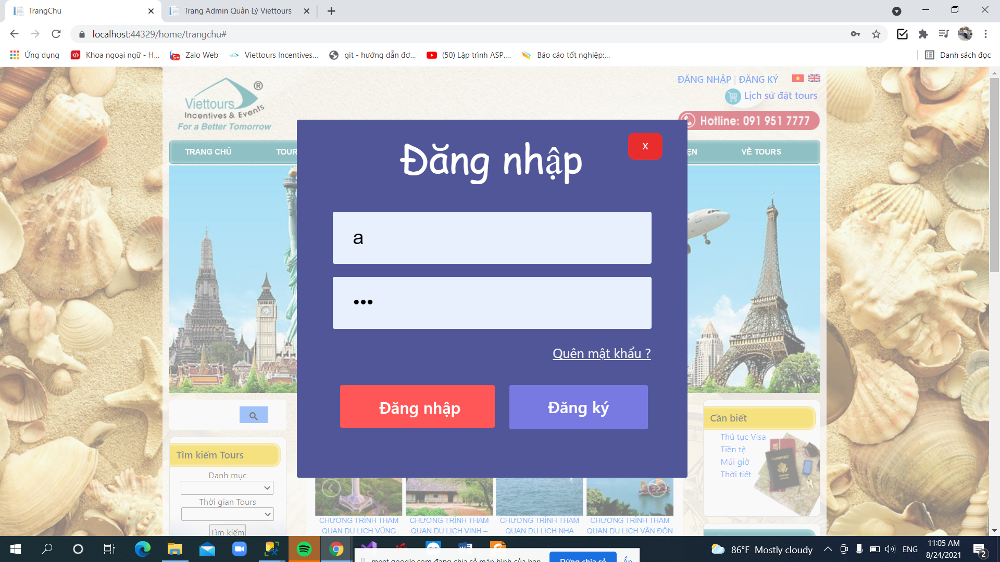 TrangChu
Trang Admin Quản Lý Viettours
localhost:44329/home/trangchu#
Ứng dụng
Khoa ngoại ngữ - H...
5+
Zalo Web
Viettours Incentives...
git - hướng dẫn đơ...
(50) Lập trình ASP....
Báo cáo tốt nghiệp:...
Danh sách đọc
Viettours ®
Incentives & Events
For a Better Tomorrow
ĐĂNG NHẬP | ĐĂNG KÝ
Lịch sử đặt tours
Hotline: 091 951 7777
TRANG CHỦ
TOUR
ỆN
VỀ TOURS
Đăng nhập
X
a
•••
Quên mật khẩu ?
Đăng nhập
Đăng ký
Tìm kiếm Tours
Danh mục
Thời gian Tours
Tìm kiếm
Cần biết
Thủ tục Visa
Tiền tệ
Múi giờ
Thời tiết
PASSPORT
CHƯƠNG TRÌNH THAM
QUAN DU LỊCH VŨNG
CHƯƠNG TRÌNH THAM
QUAN DU LỊCH VINH –
CHƯƠNG TRÌNH THAM
QUAN DU LỊCH NHA
CHƯƠNG TRÌNH THAM
QUAN DU LỊCH VÂN ĐỒN
meet.google.com đang chia sẻ màn hình của bạn.
Dừng chia sẻ
Ẩn
86°F Mostly cloudy
ENG
11:05 AM
8/24/2021
2